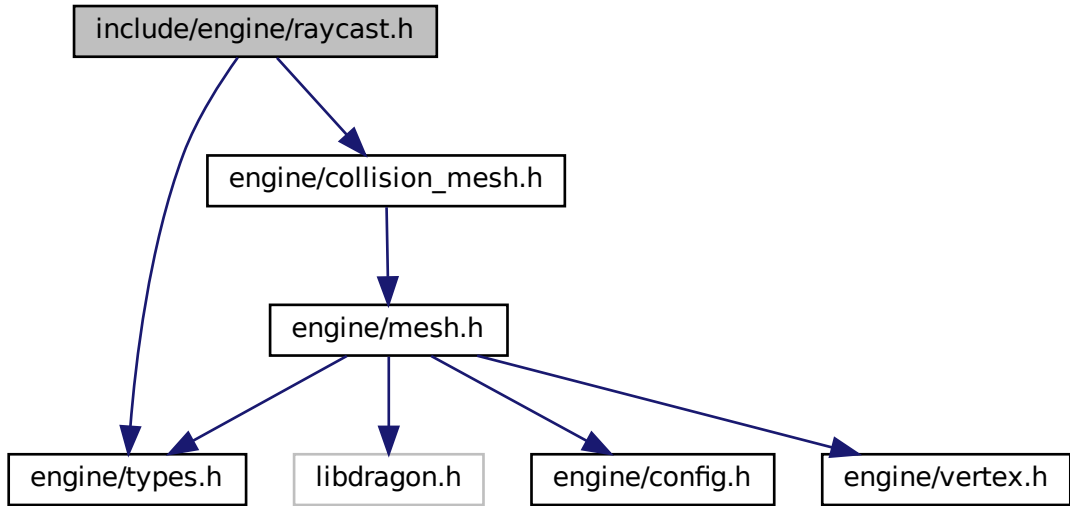 include/engine/raycast.h
engine/collision_mesh.h
engine/mesh.h
engine/types.h
libdragon.h
engine/config.h
engine/vertex.h